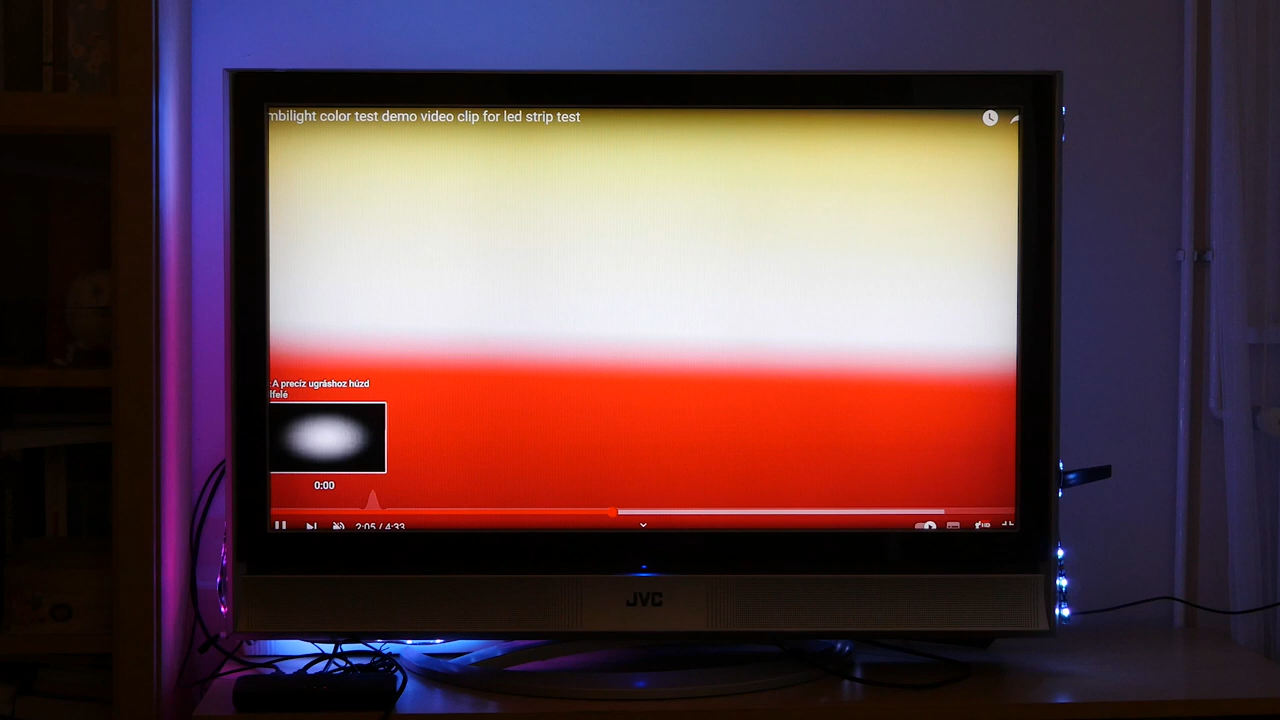 mbilight color test demo video clip for led strip test
:A precíz ugráshoz húzd
lfelé
0:00
2:05 / 4:33
JVC